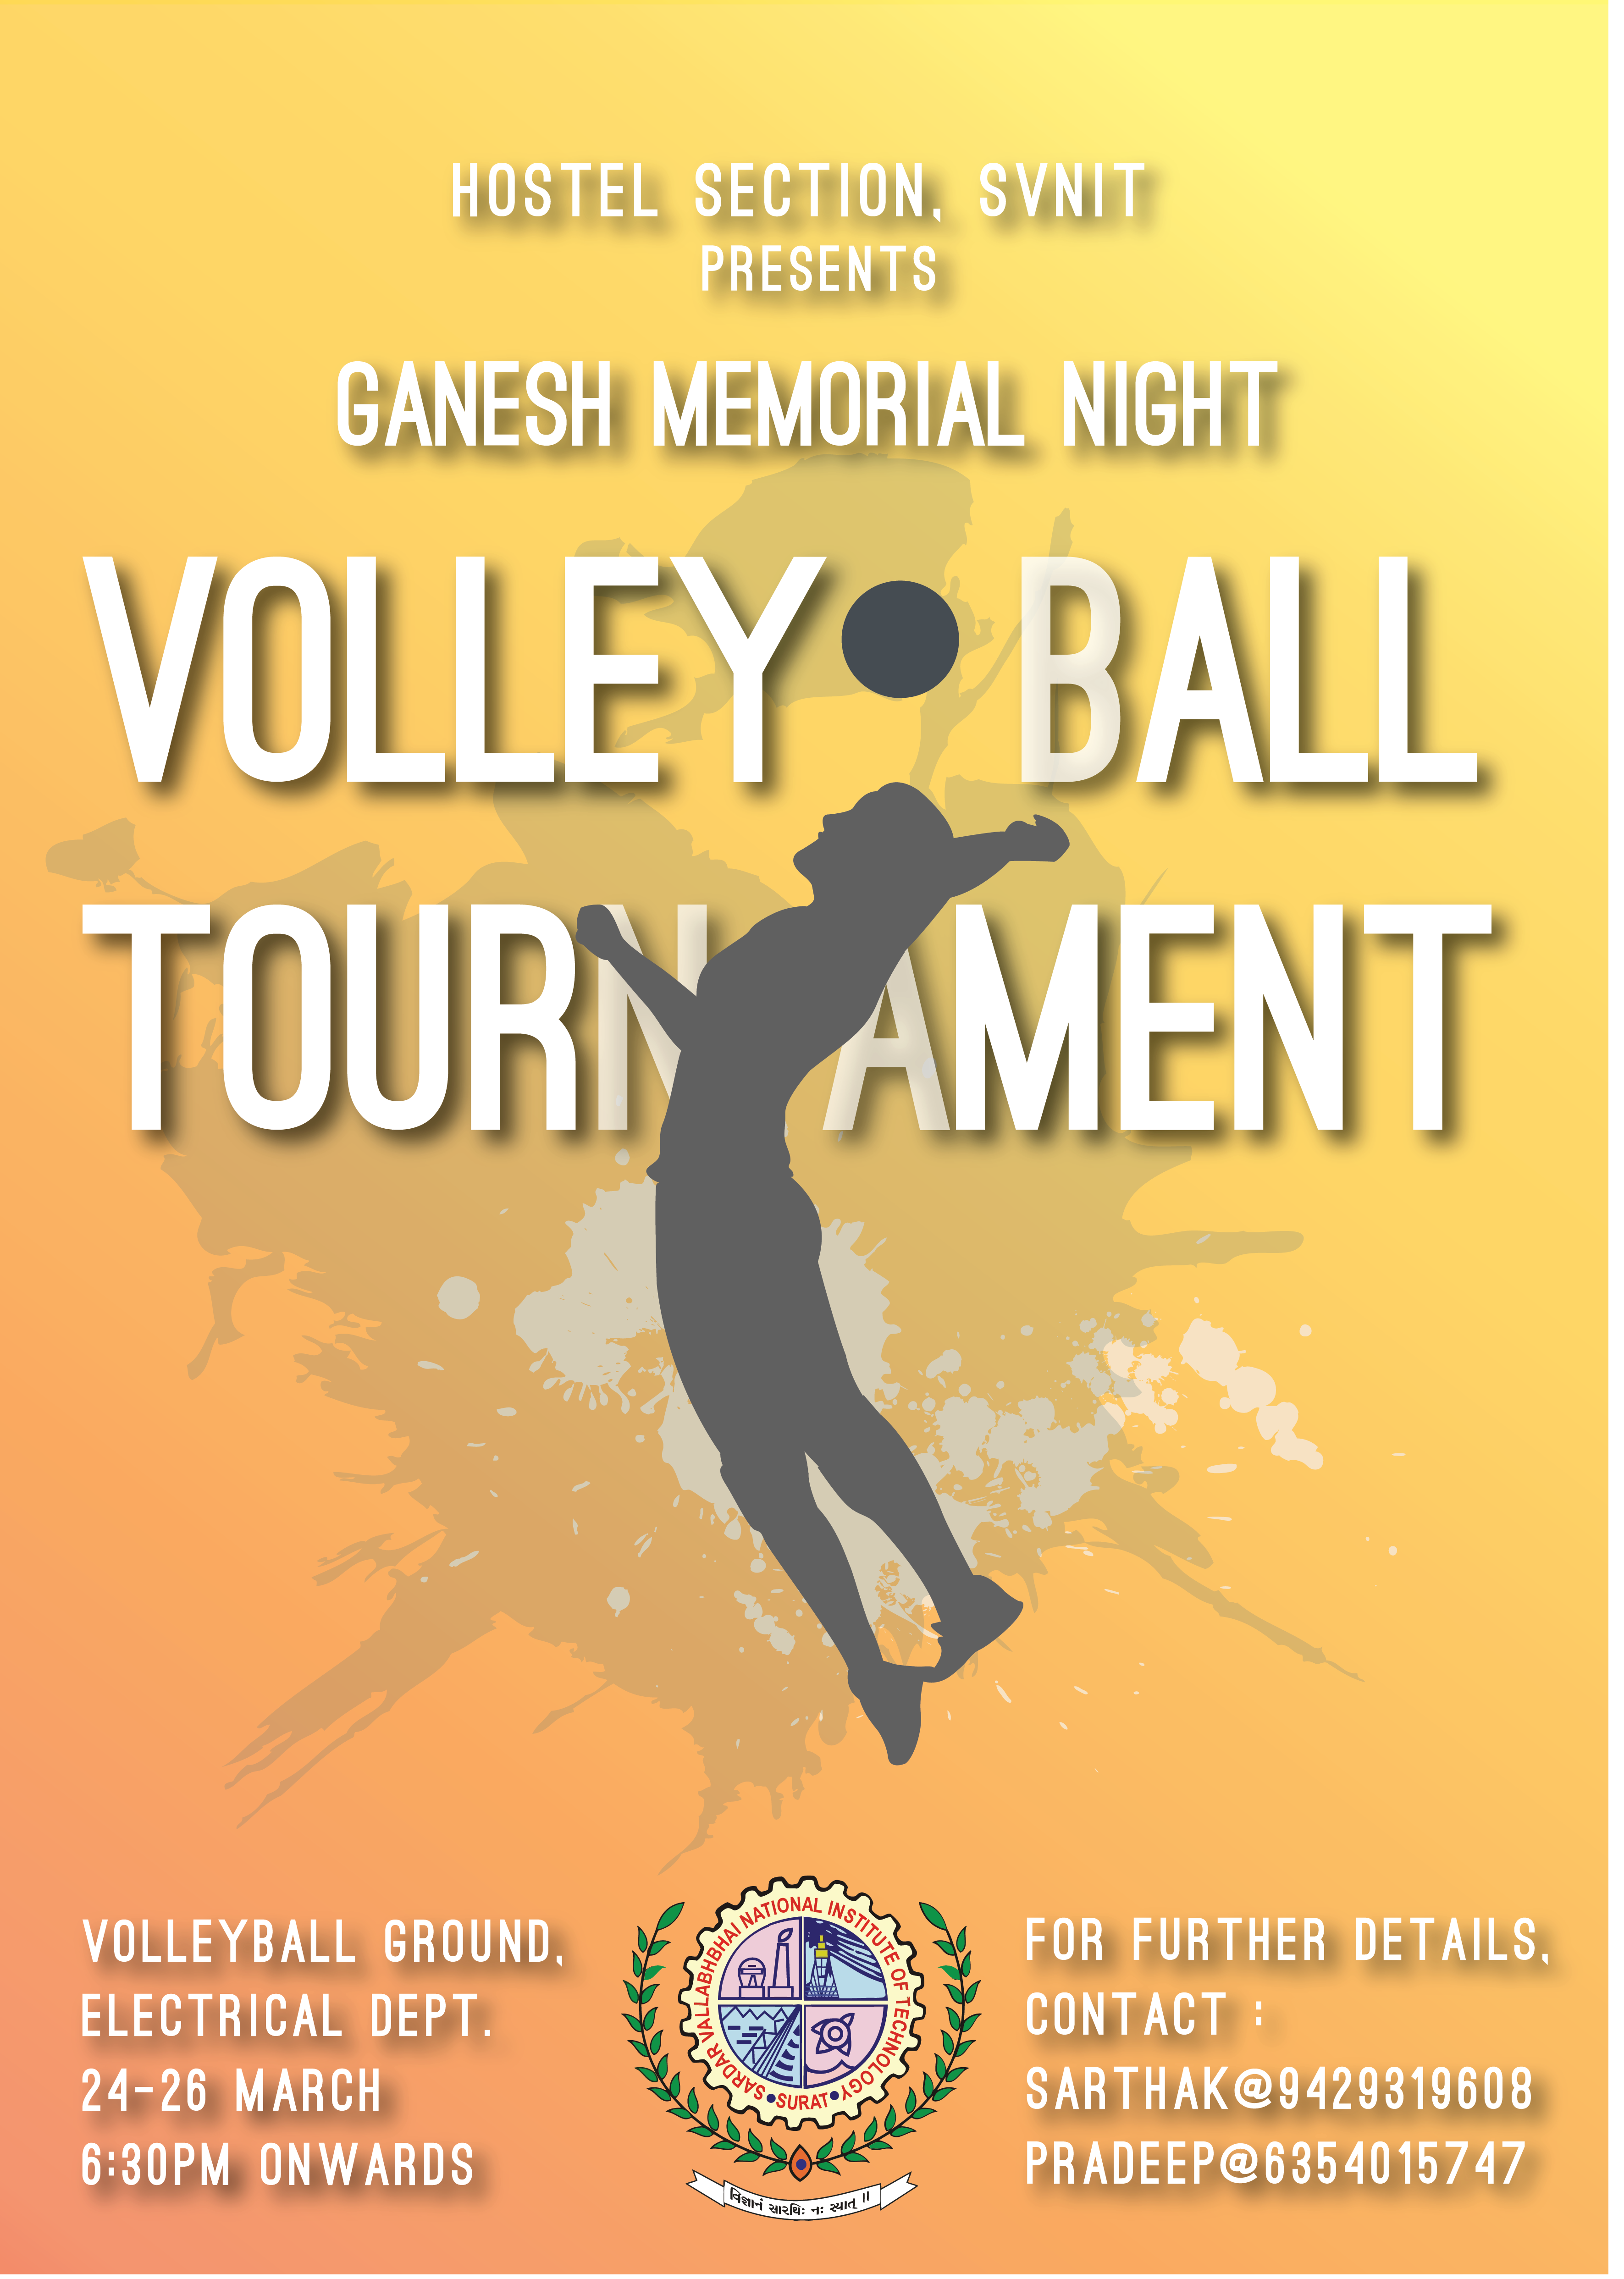 HOSTEL SECTION, SVNIT
PRESENTS
GANESH MEMORIAL NIGHT
VOLLEY BALL
TOURNAMENT
VOLLEYBALL GROUND,
ELECTRICAL DEPT.
24-26 MARCH
6:30PM ONWARDS
SARDAR VALLABHBHAI NATIONAL INSTITUTE OF TECHNOLOGY
•SURAT•
વિજ્ઞાનં સારથિઃ નઃ સ્યાત્ ॥
FOR FURTHER DETAILS,
CONTACT :
SARTHAK@9429319608
PRADEEP@6354015747